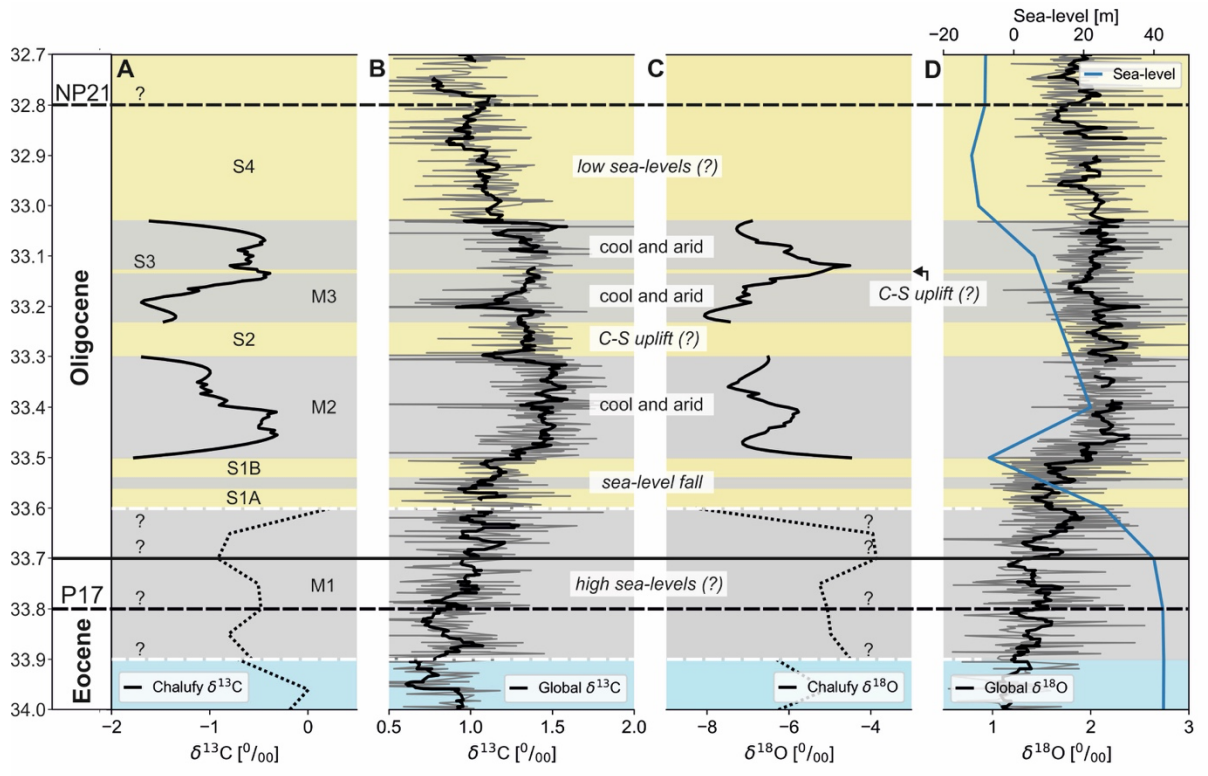 Sea-level [m]
−20 0 20 40
A B C D
Sea-level
32.7
NP21
?
32.8
32.9
S4
low sea-levels (?)
33.0
cool and arid
33.1
S3
M3
cool and arid
C-S uplift (?)
33.2
S2
C-S uplift (?)
33.3
Oligocene
M2
cool and arid
33.4
33.5
S1B
sea-level fall
S1A
33.6
? ?
? ?
33.7
M1
high sea-levels (?)
P17
? ?
33.8
? ?
33.9
Eocene
Chalufy δ13C
Global δ13C
Chalufy δ18O
Global δ18O
34.0
−2 −1 0
0.5 1.0 1.5 2.0
−8 −6 −4
1 2 3
δ13C [0/00]
δ13C [0/00]
δ18O [0/00]
δ18O [0/00]